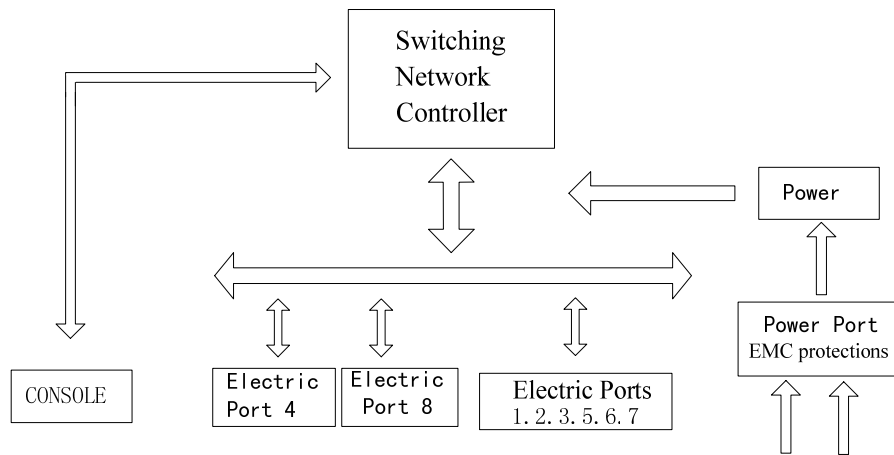 Switching
Network
Controller
Power
Power Port
EMC protections
CONSOLE
Electric
Port 4
Electric
Port 8
Electric Ports
1.2.3.5.6.7